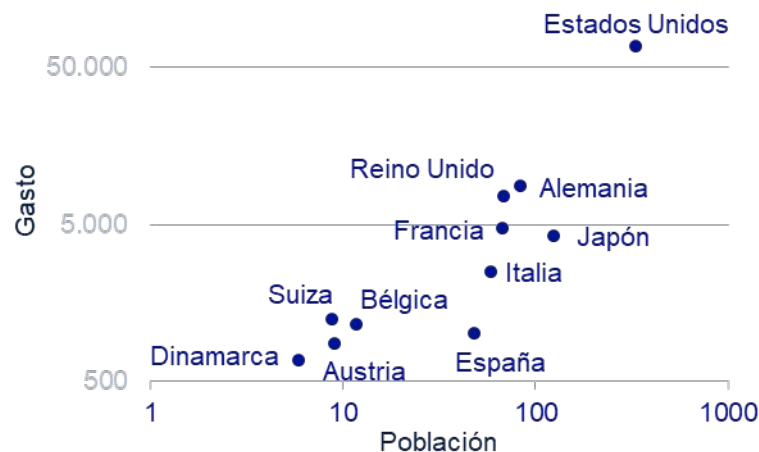 Estados Unidos
50.000
Reino Unido
Alemania
Gasto
5.000
Francia
Japón
Italia
Suiza
Bélgica
Dinamarca
Austria
España
500
1
10
100
1000
Población